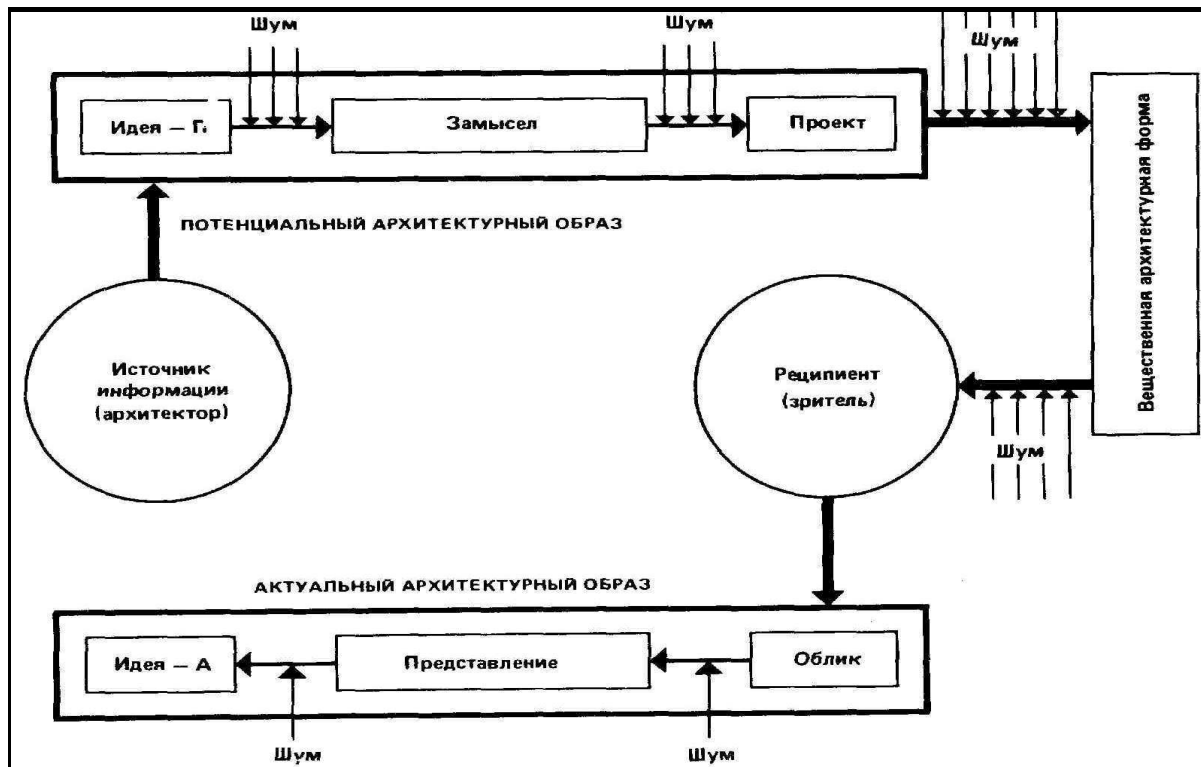 Шум
Шум
Шум
Идея –
Замысел
Проект
ПОТЕНЦИАЛЬНЫЙ АРХИТЕКТУРНЫЙ ОБРАЗ
Вещественная архитектурная форма
Источник
информации
(архитектор)
Реципиент
(зритель)
Шум
АКТУАЛЬНЫЙ АРХИТЕКТУРНЫЙ ОБРАЗ
Идея – А
Представление
Облик
Шум
Шум